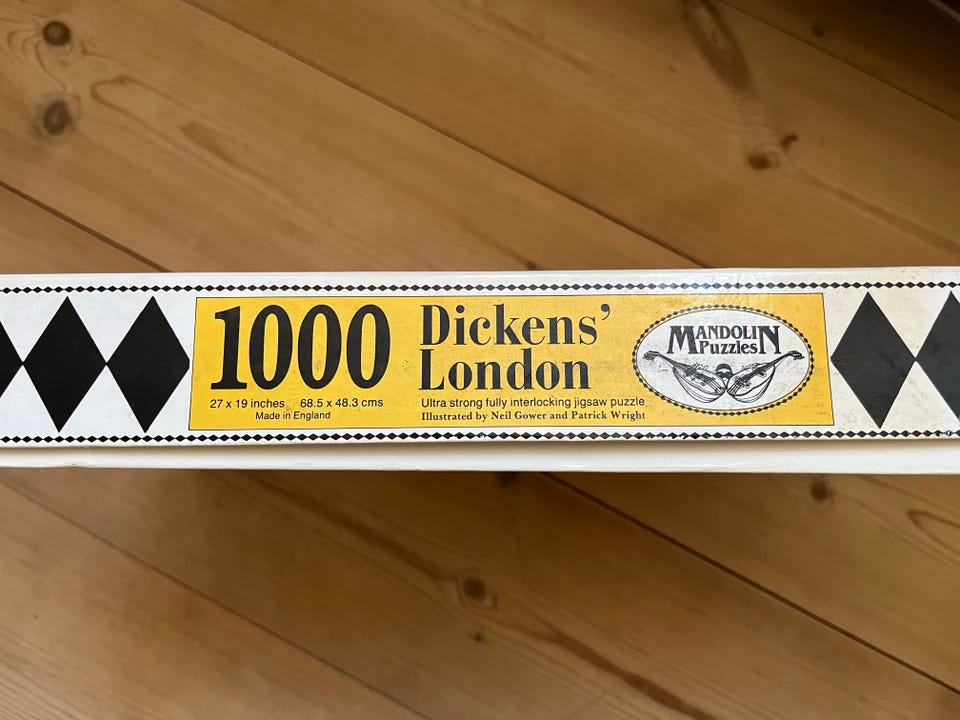 1000
27 x 19 inches 68.5 x 48.3 cms
Made in England
Dickens’
London
Ultra strong fully interlocking jigsaw puzzle
Illustrated by Neil Gower and Patrick Wright
MANDOLIN
PUZZLES